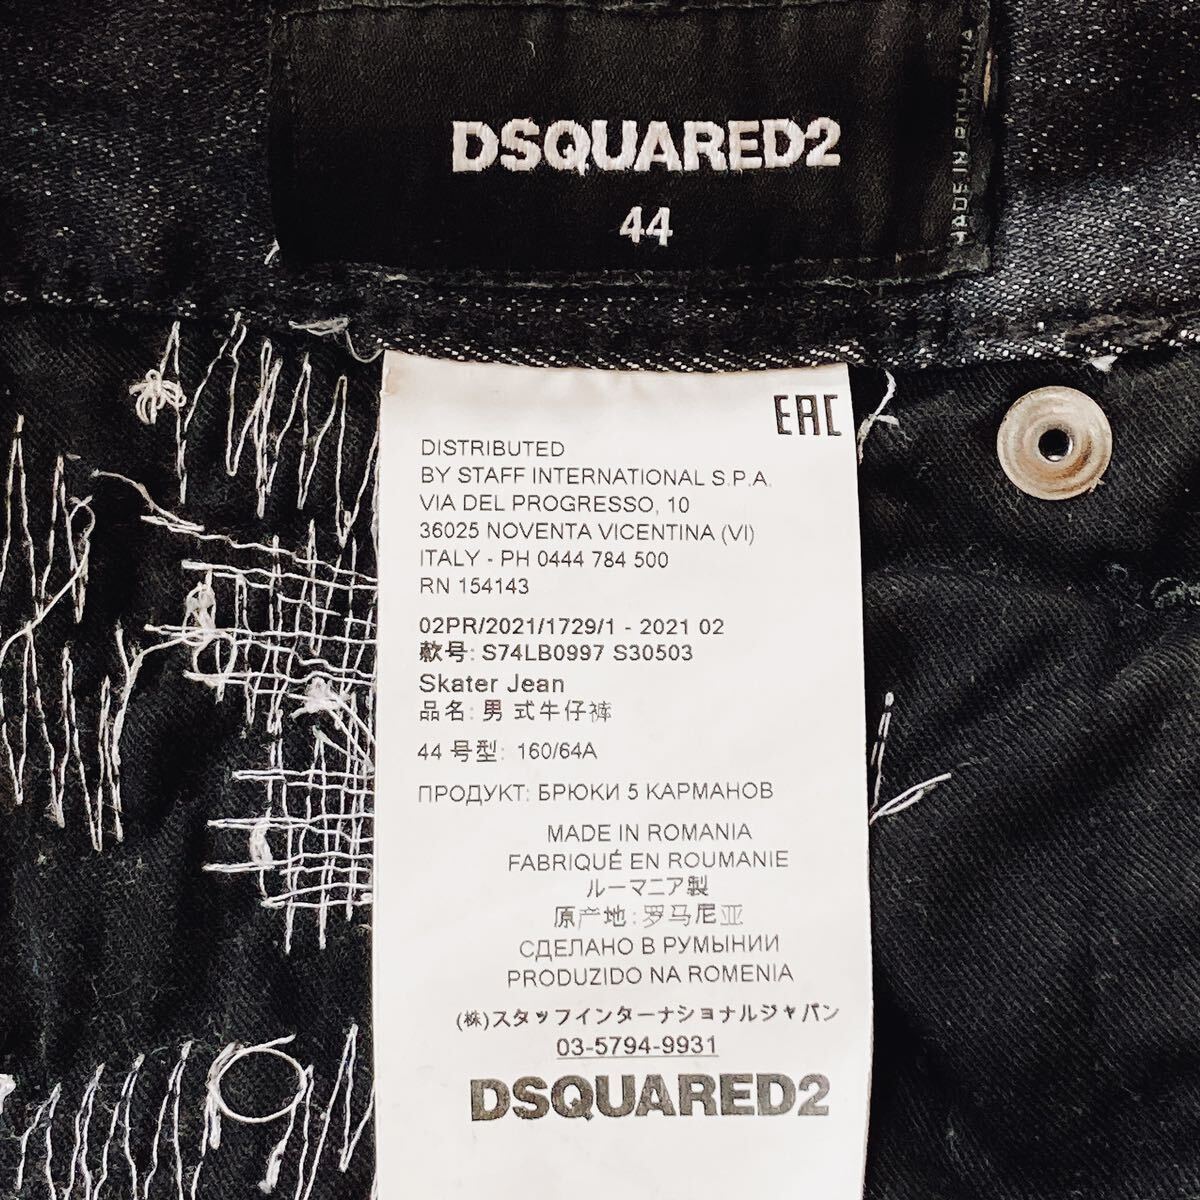 DSQUARED2
44
MADE IN ROMANIA
EAC
DISTRIBUTED
BY STAFF INTERNATIONAL S.P.A.
VIA DEL PROGRESSO, 10
36025 NOVENTA VICENTINA (VI)
ITALY - PH 0444 784 500
RN 154143
02PR/2021/1729/1 - 2021 02
款号: S74LB0997 S30503
Skater Jean
品名: 男式牛仔裤
44 号型: 160/64A
ПРОДУКТ: БРЮКИ 5 КАРМАНОВ
MADE IN ROMANIA
FABRIQUÉ EN ROUMANIE
ルーマニア製
原产地: 罗马尼亚
СДЕЛАНО В РУМЫНИИ
PRODUZIDO NA ROMENIA
(株)スタッフインターナショナルジャパン
03-5794-9931
DSQUARED2